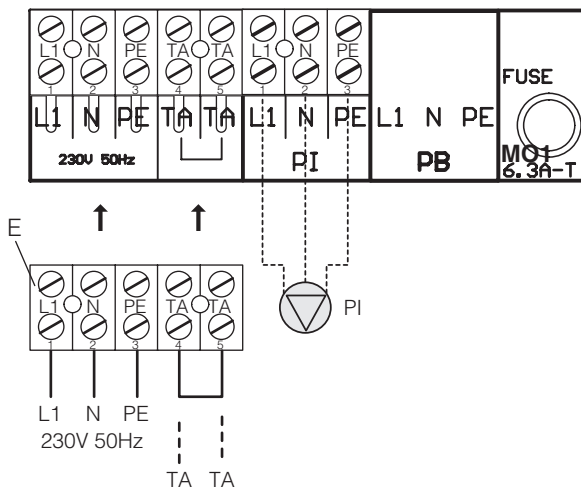 L1 N PE TA TA L1 N PE
1 2 3 4 5 1 2 3
FUSE
L1 N PE TA TA L1 N PE L1 N PE
230V 50Hz PI PB MO1
6.3A-T
E
L1 N PE TA TA
1 2 3 4 5
PI
L1 N PE
230V 50Hz
TA TA